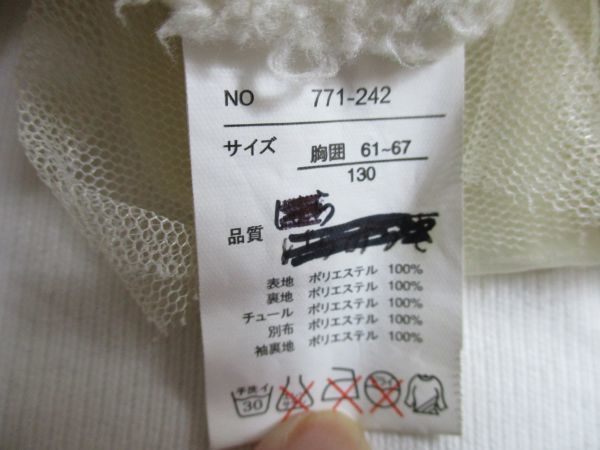 NO 771-242
サイズ 胸囲 61~67
130
品質
表地 ポリエステル 100%
裏地 ポリエステル 100%
チュール ポリエステル 100%
別布 ポリエステル 100%
袖裏地 ポリエステル 100%
手洗イ
30